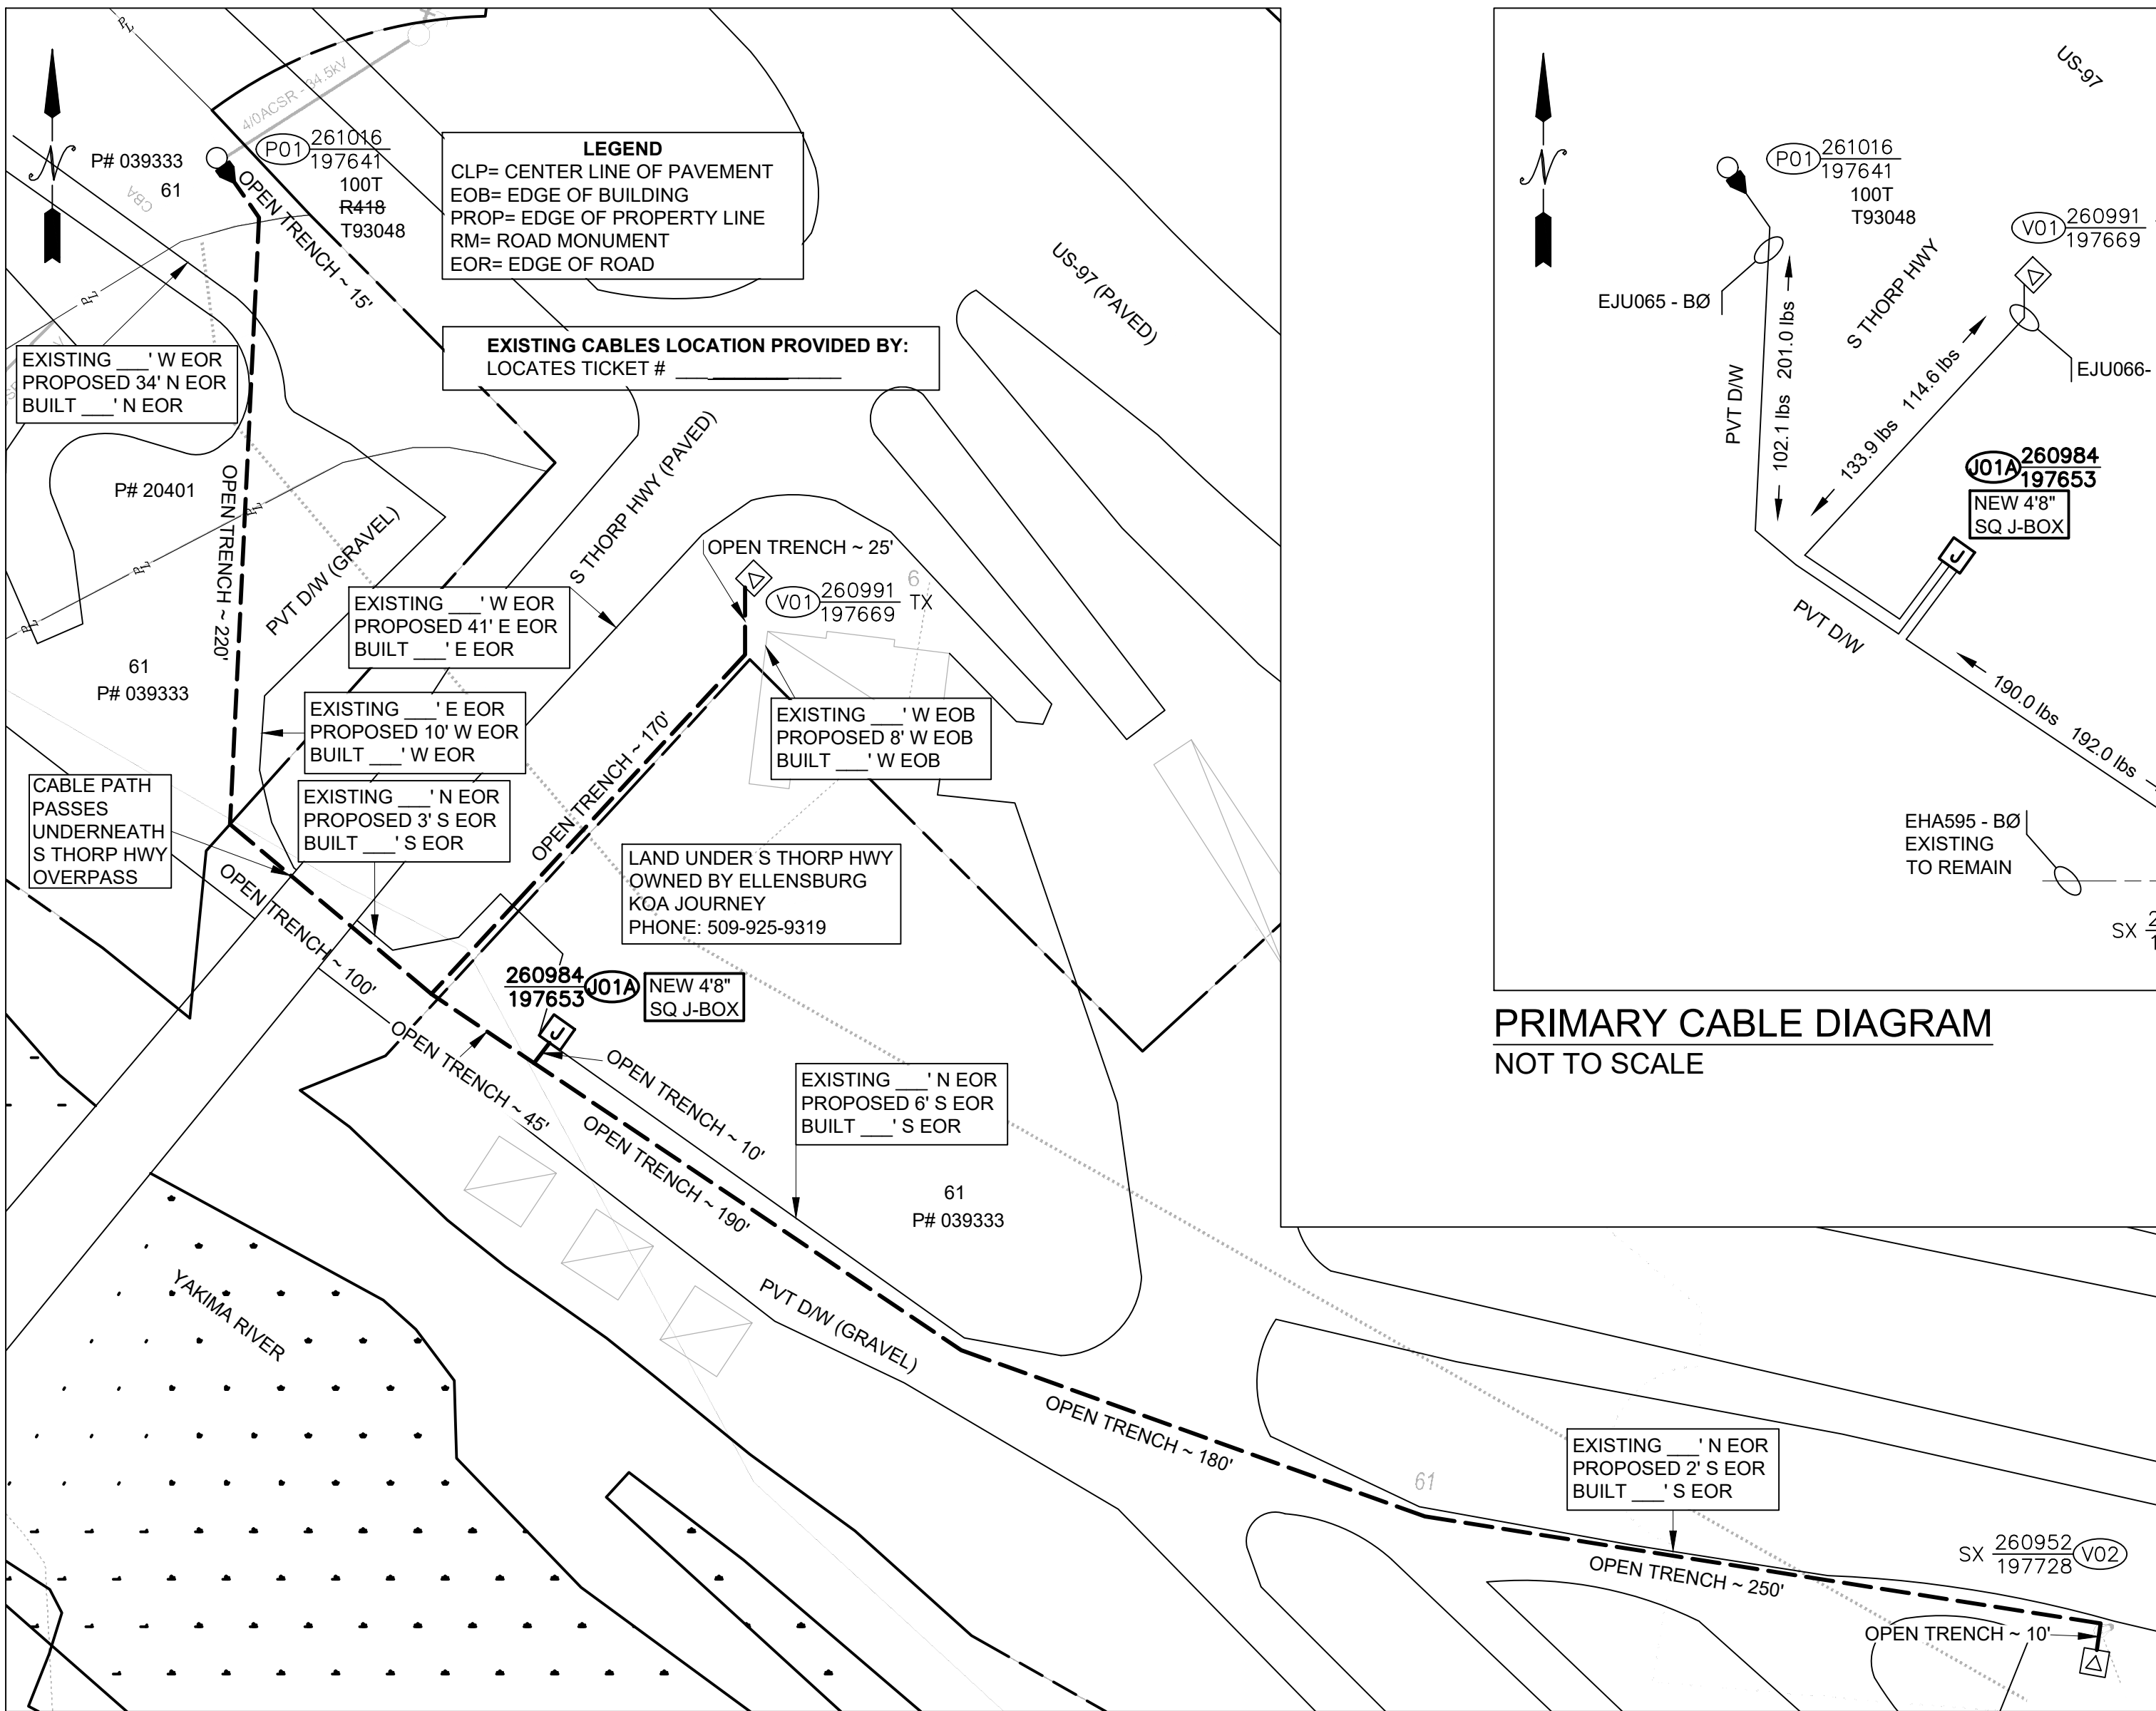 4/0ACSR - 34.5kV
P01 261016
197641
100T
R418
T93048
P# 039333
61
CBA
N
OPEN TRENCH ~ 15'
LEGEND
CLP= CENTER LINE OF PAVEMENT
EOB= EDGE OF BUILDING
PROP= EDGE OF PROPERTY LINE
RM= ROAD MONUMENT
EOR= EDGE OF ROAD
EXISTING CABLES LOCATION PROVIDED BY:
LOCATES TICKET # ___ __________
US-97 (PAVED)
EXISTING ___' W EOR
PROPOSED 34' N EOR
BUILT ___' N EOR
P# 20401
OPEN TRENCH ~ 220'
PVT D/W (GRAVEL)
S THORP HWY (PAVED)
OPEN TRENCH ~ 25'
V01 260991 TX
197669
6
EXISTING ___' W EOR
PROPOSED 41' E EOR
BUILT ___' E EOR
61
P# 039333
EXISTING ___' E EOR
PROPOSED 10' W EOR
BUILT ___' W EOR
EXISTING ___' W EOB
PROPOSED 8' W EOB
BUILT ___' W EOB
CABLE PATH
PASSES
UNDERNEATH
S THORP HWY
OVERPASS
EXISTING ___' N EOR
PROPOSED 3' S EOR
BUILT ___' S EOR
OPEN TRENCH ~ 170'
LAND UNDER S THORP HWY
OWNED BY ELLENSBURG
KOA JOURNEY
PHONE: 509-925-9319
OPEN TRENCH ~ 100'
260984 J01A
197653
NEW 4'8"
SQ J-BOX
J
OPEN TRENCH ~ 45'
OPEN TRENCH ~ 10'
OPEN TRENCH ~ 190'
EXISTING ___' N EOR
PROPOSED 6' S EOR
BUILT ___' S EOR
61
P# 039333
YAKIMA RIVER
PVT D/W (GRAVEL)
OPEN TRENCH ~ 180'
61
EXISTING ___' N EOR
PROPOSED 2' S EOR
BUILT ___' S EOR
OPEN TRENCH ~ 250'
SX 260952 V02
197728
OPEN TRENCH ~ 10'
N
US-97
P01 261016
197641
100T
T93048
V01 260991
197669
EJU065 - BØ
S THORP HWY
PVT D/W
102.1 lbs 201.0 lbs
133.9 lbs 114.6 lbs
EJU066-
J01A 260984
197653
NEW 4'8"
SQ J-BOX
J
PVT D/W
190.0 lbs 192.0 lbs
EHA595 - BØ
EXISTING
TO REMAIN
SX 2
1
PRIMARY CABLE DIAGRAM
NOT TO SCALE